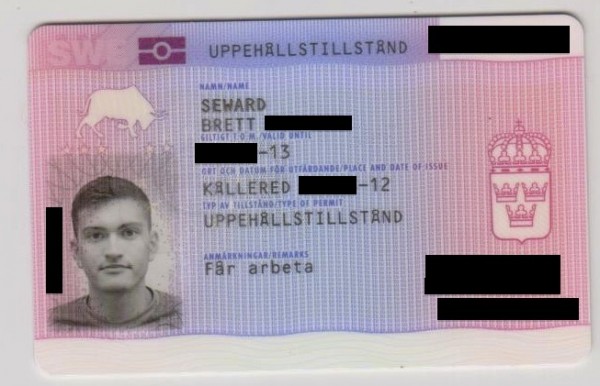 SWE
UPPEHÅLLSTILLSTÅND
NAMN/NAME
SEWARD
BRETT
GILTIGT T O M/VALID UNTIL
-13
ORT OCH DATUM FÖR UTFÄRDANDE/PLACE AND DATE OF ISSUE
KÅLLERED -12
TYP AV TILLSTÅND/TYPE OF PERMIT
UPPEHÅLLSTILLSTÅND
ANMÄRKNINGAR/REMARKS
Får arbeta